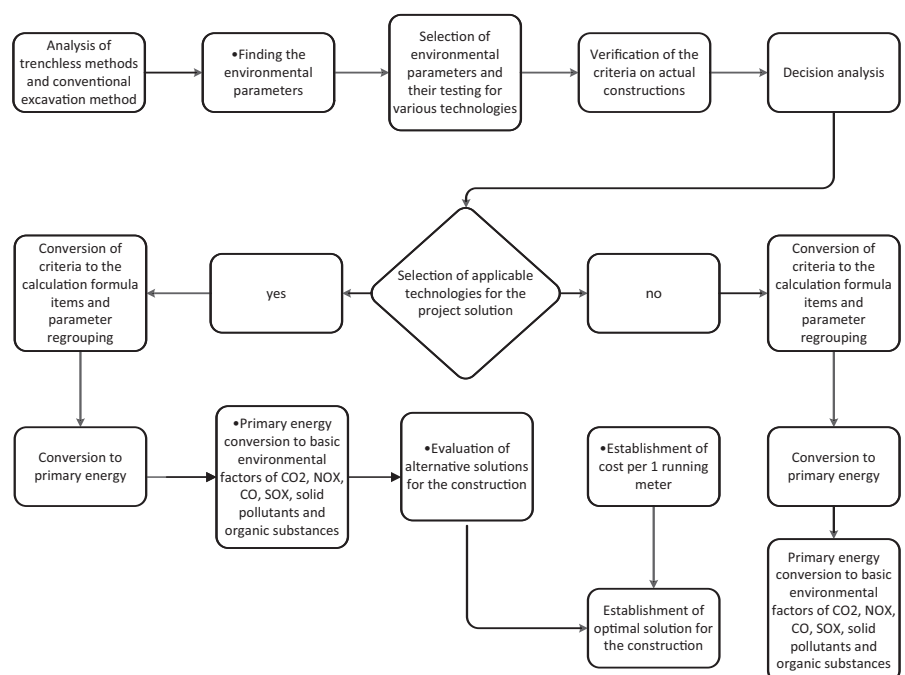 Analysis of
trenchless methods
and conventional
excavation method
•Finding the
environmental
parameters
Selection of
environmental
parameters and
their testing for
various technologies
Verification of the
criteria on actual
constructions
Decision analysis
Conversion of
criteria to the
calculation formula
items and
parameter
regrouping
yes
Selection of applicable
technologies for the
project solution
no
Conversion of
criteria to the
calculation formula
items and
parameter
regrouping
Conversion to
primary energy
•Primary energy
conversion to basic
environmental
factors of CO2, NOX,
CO, SOX, solid
pollutants and
organic substances
•Evaluation of
alternative solutions
for the construction
•Establishment of
cost per 1 running
meter
Conversion to
primary energy
Establishment of
optimal solution for
the construction
Primary energy
conversion to basic
environmental
factors of CO2, NOX,
CO, SOX, solid
pollutants and
organic substances